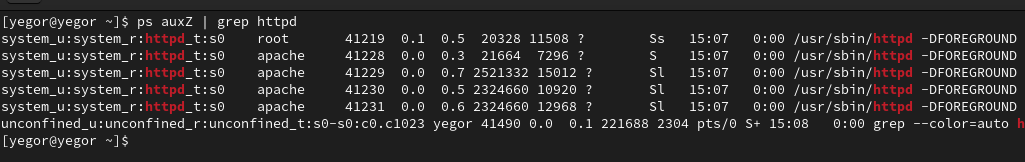 [yegor@yegor ~]$ ps auxZ | grep httpd
system_u:system_r:httpd_t:s0    root       41219  0.1  0.5  20328 11508 ?        Ss   15:07   0:00 /usr/sbin/httpd -DFOREGROUND
system_u:system_r:httpd_t:s0    apache     41228  0.0  0.3  21664  7296 ?        S    15:07   0:00 /usr/sbin/httpd -DFOREGROUND
system_u:system_r:httpd_t:s0    apache     41229  0.0  0.7 2521332 15012 ?       Sl   15:07   0:00 /usr/sbin/httpd -DFOREGROUND
system_u:system_r:httpd_t:s0    apache     41230  0.0  0.5 2324660 10920 ?       Sl   15:07   0:00 /usr/sbin/httpd -DFOREGROUND
system_u:system_r:httpd_t:s0    apache     41231  0.0  0.6 2324660 12968 ?       Sl   15:07   0:00 /usr/sbin/httpd -DFOREGROUND
unconfined_u:unconfined_r:unconfined_t:s0-s0:c0.c1023 yegor 41490 0.0  0.1 221688 2304 pts/0 S+ 15:08   0:00 grep --color=auto h
[yegor@yegor ~]$